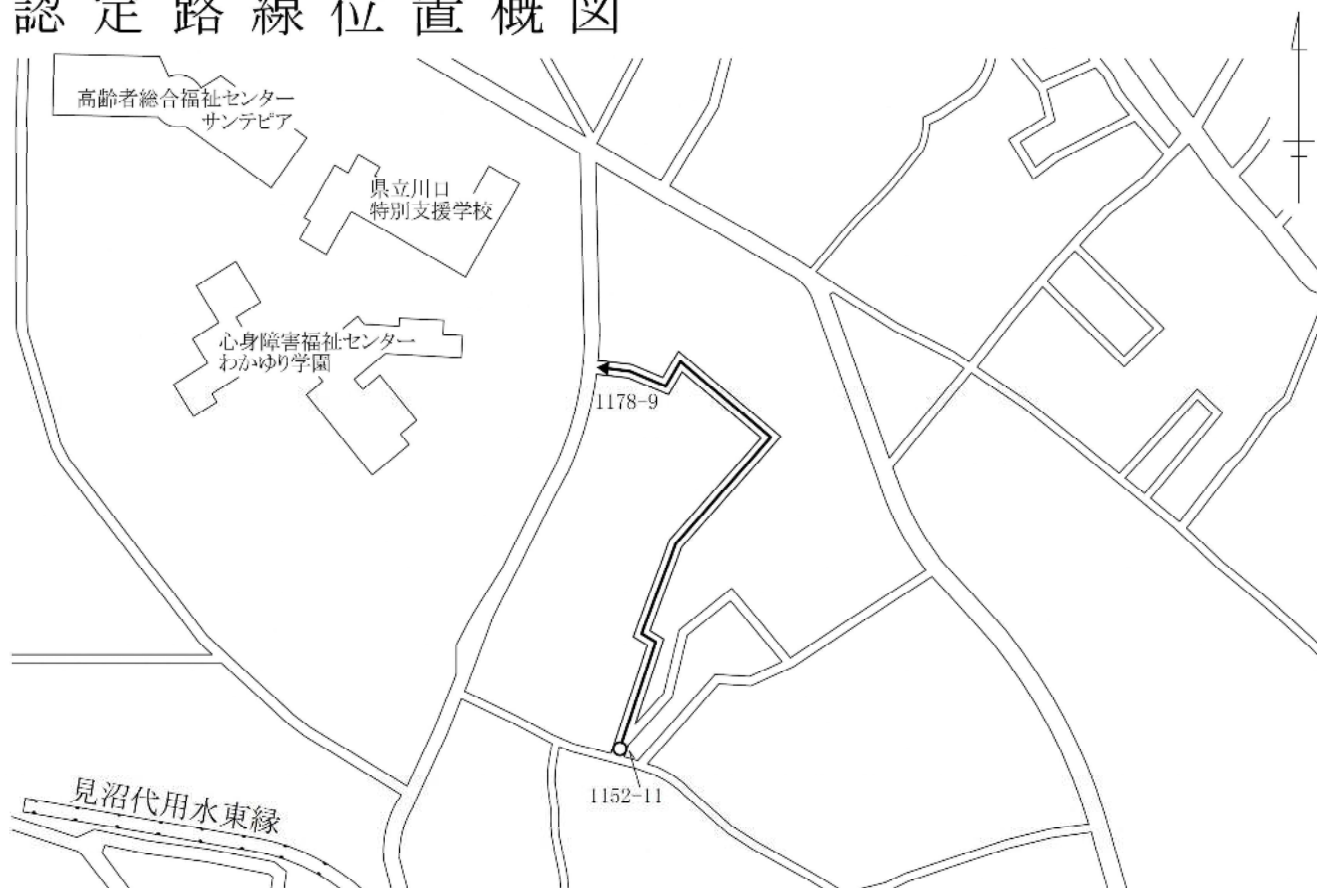 認定路線位置概図
高齢者総合福祉センター
サンテピア
県立川口
特別支援学校
心身障害福祉センター
わかゆり学園
1178-9
1152-11
見沼代用水東縁